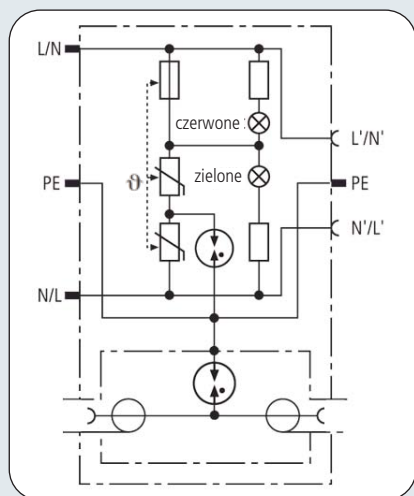 L/N
czerwone
L'/N'
PE
ϑ
zielone
PE
N'/L'
N/L